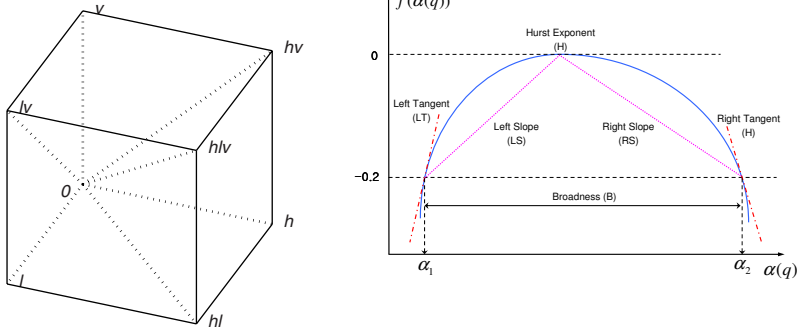 v
hv
lv
hlv
0
h
l
hl
f(α(q))
Hurst Exponent
(H)
0
Left Tangent
(LT)
Right Tangent
(H)
Left Slope
(LS)
Right Slope
(RS)
−0.2
Broadness (B)
α1
α2
α(q)